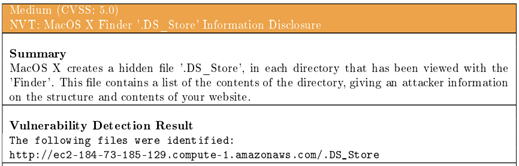 Medium (CVSS: 5.0)
NVT: MacOS X Finder '.DS_Store' Information Disclosure
Summary
MacOS X creates a hidden file '.DS_Store', in each directory that has been viewed with the
'Finder'. This file contains a list of the contents of the directory, giving an attacker information
on the structure and contents of your website.
Vulnerability Detection Result
The following files were identified:
http://ec2-184-73-185-129.compute-1.amazonaws.com/.DS_Store